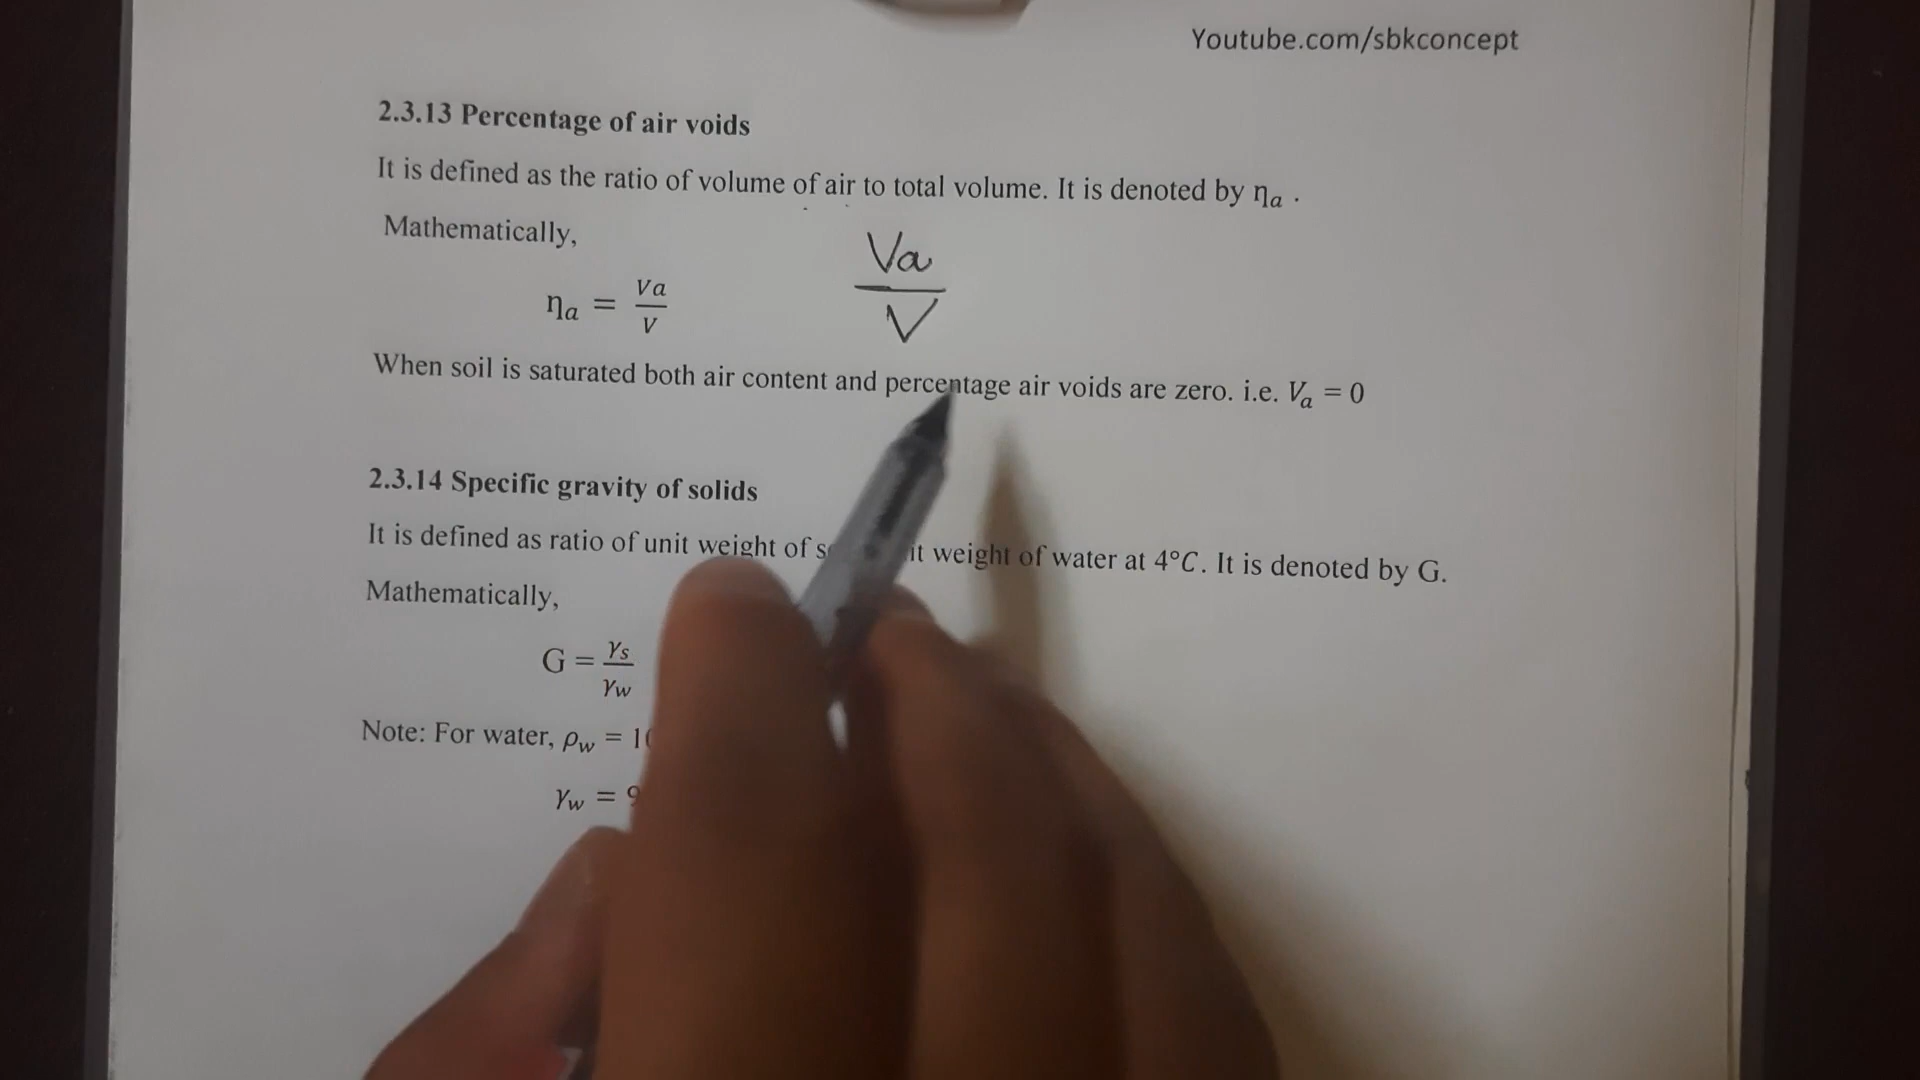 Youtube.com/sbkconcept
2.3.13 Percentage of air voids
It is defined as the ratio of volume of air to total volume. It is denoted by ηa .
Mathematically,
ηa = Va/V
Va/V
When soil is saturated both air content and percentage air voids are zero. i.e. Va = 0
2.3.14 Specific gravity of solids
It is defined as ratio of unit weight of weight of water at 4°C. It is denoted by G.
Mathematically,
G = γs/γw
Note: For water, ρw =
γw =